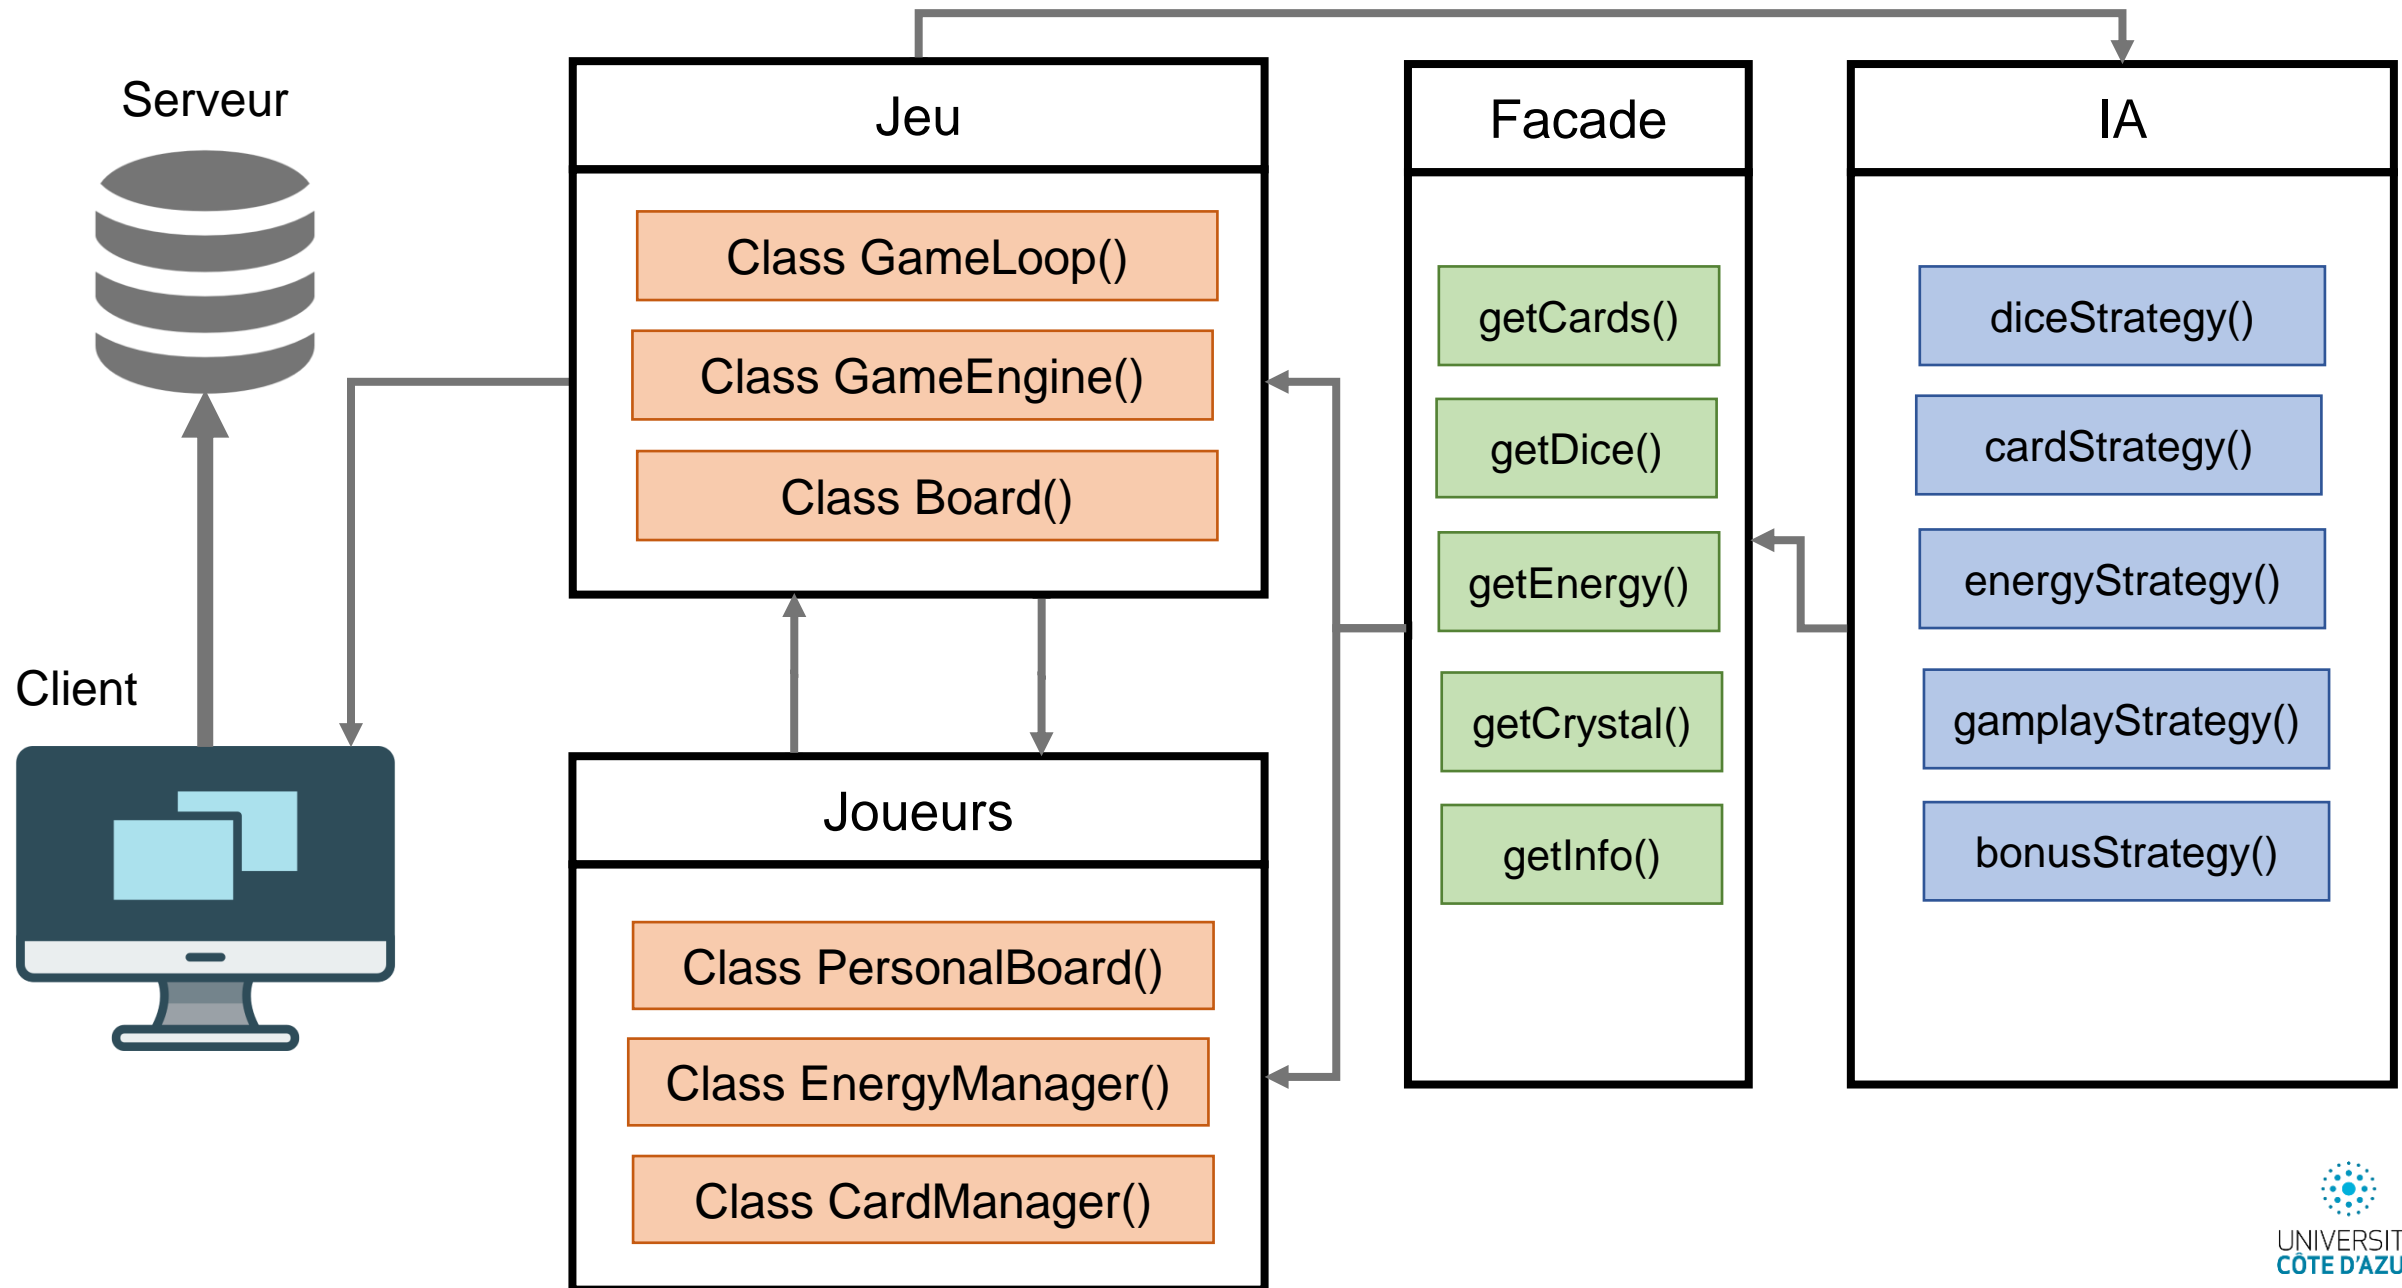 Serveur
Client
Jeu
Class GameLoop()
Class GameEngine()
Class Board()
Joueurs
Class PersonalBoard()
Class EnergyManager()
Class CardManager()
Facade
getCards()
getDice()
getEnergy()
getCrystal()
getInfo()
IA
diceStrategy()
cardStrategy()
energyStrategy()
gamplayStrategy()
bonusStrategy()
UNIVERSIT
CÔTE D'AZU